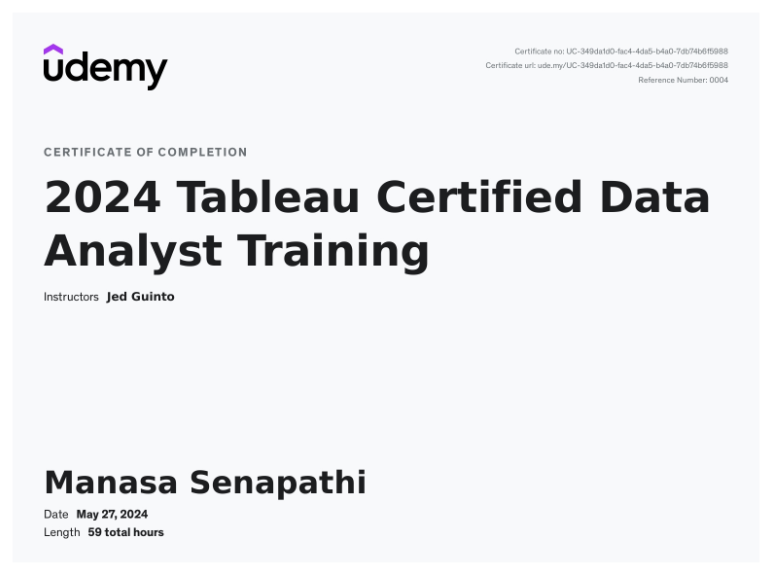 udemy
Certificate no: UC-349da1d0-fac4-4da5-b4a0-7db74b6f5988
Certificate url: ude.my/UC-349da1d0-fac4-4da5-b4a0-7db74b6f5988
Reference Number: 0004
CERTIFICATE OF COMPLETION
2024 Tableau Certified Data
Analyst Training
Instructors Jed Guinto
Manasa Senapathi
Date May 27, 2024
Length 59 total hours